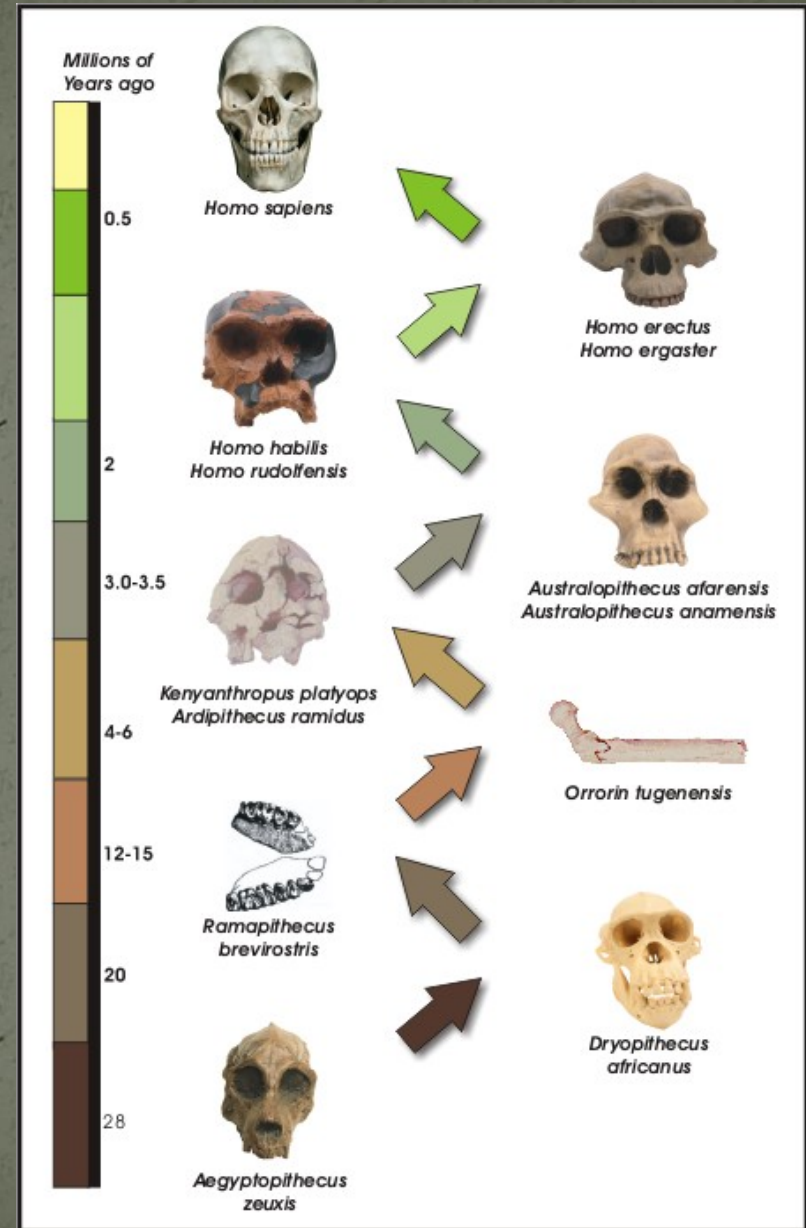 Millions of
Years ago
Homo sapiens
0.5
Homo erectus
Homo ergaster
Homo habilis
Homo rudolfensis
2
3.0-3.5
Australopithecus afarensis
Australopithecus anamensis
Kenyanthropus platyops
Ardipithecus ramidus
4-6
Orrorin tugenensis
12-15
Ramapithecus
brevirostris
20
Dryopithecus
africanus
28
Aegyptopithecus
zeuxis